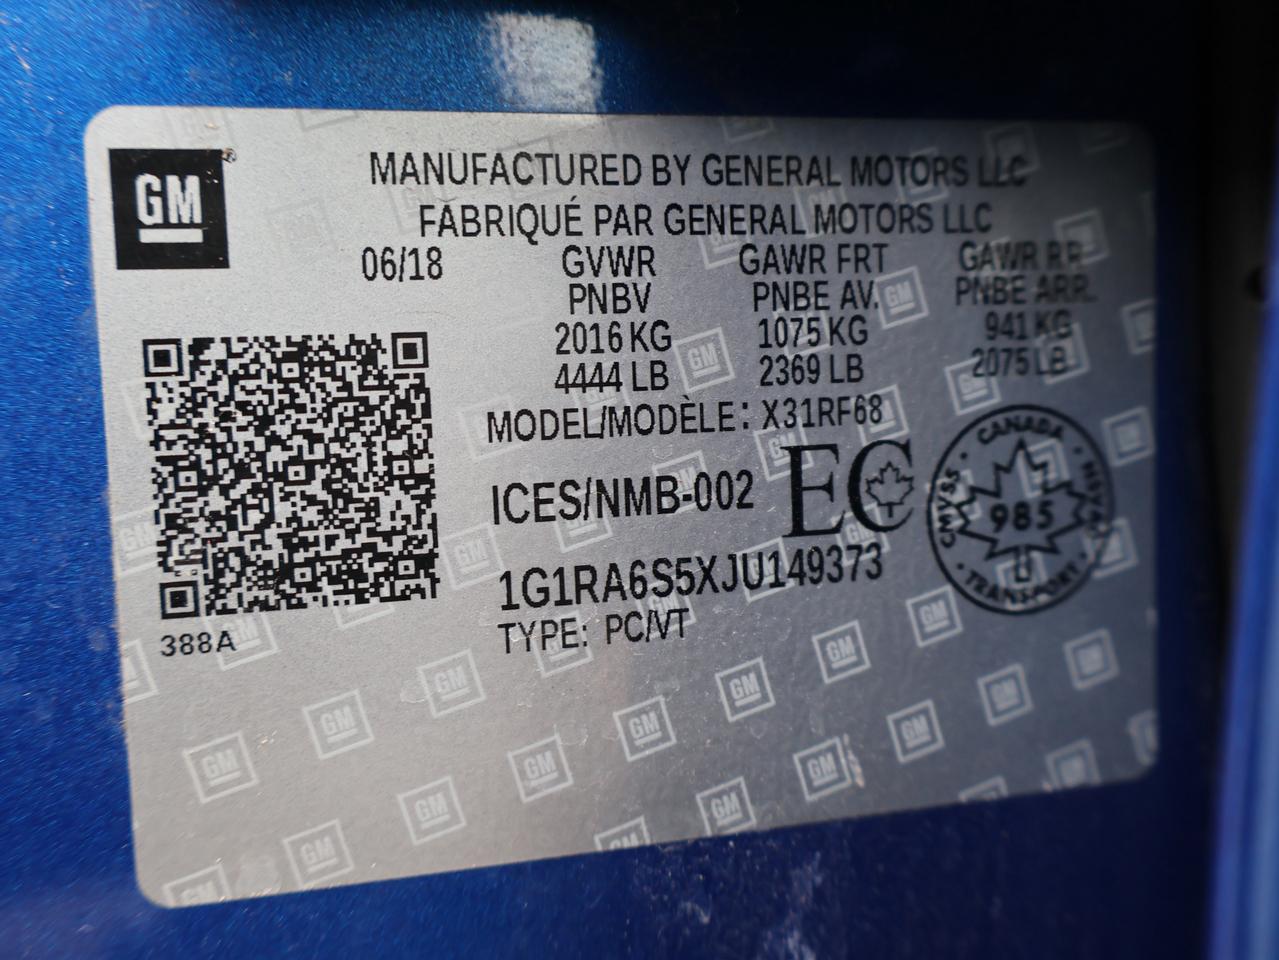 GM
MANUFACTURED BY GENERAL MOTORS LLC
FABRIQUÉ PAR GENERAL MOTORS LLC
06/18 GVWR GAWR FRT GAWR RR
PNBV PNBE AV. PNBE ARR.
2016 KG 1075 KG 941 KG
4444 LB 2369 LB 2075 LB
MODEL/MODÈLE: X31RF68
ICES/NMB-002 EC
CANADA
CMVSS
NSVAC
985
TRANSPORT
1G1RA6S5XJU149373
TYPE: PC/VT
388A